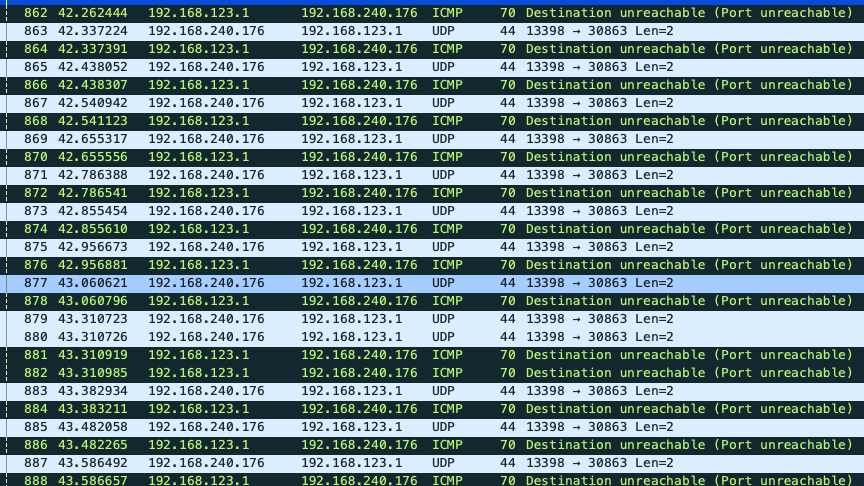 862 42.262444 192.168.123.1 192.168.240.176 ICMP 70 Destination unreachable (Port unreachable)
863 42.337224 192.168.240.176 192.168.123.1 UDP 44 13398 → 30863 Len=2
864 42.337391 192.168.123.1 192.168.240.176 ICMP 70 Destination unreachable (Port unreachable)
865 42.438052 192.168.240.176 192.168.123.1 UDP 44 13398 → 30863 Len=2
866 42.438307 192.168.123.1 192.168.240.176 ICMP 70 Destination unreachable (Port unreachable)
867 42.540942 192.168.240.176 192.168.123.1 UDP 44 13398 → 30863 Len=2
868 42.541123 192.168.123.1 192.168.240.176 ICMP 70 Destination unreachable (Port unreachable)
869 42.655317 192.168.240.176 192.168.123.1 UDP 44 13398 → 30863 Len=2
870 42.655556 192.168.123.1 192.168.240.176 ICMP 70 Destination unreachable (Port unreachable)
871 42.786388 192.168.240.176 192.168.123.1 UDP 44 13398 → 30863 Len=2
872 42.786541 192.168.123.1 192.168.240.176 ICMP 70 Destination unreachable (Port unreachable)
873 42.855454 192.168.240.176 192.168.123.1 UDP 44 13398 → 30863 Len=2
874 42.855610 192.168.123.1 192.168.240.176 ICMP 70 Destination unreachable (Port unreachable)
875 42.956673 192.168.240.176 192.168.123.1 UDP 44 13398 → 30863 Len=2
876 42.956881 192.168.123.1 192.168.240.176 ICMP 70 Destination unreachable (Port unreachable)
877 43.060621 192.168.240.176 192.168.123.1 UDP 44 13398 → 30863 Len=2
878 43.060796 192.168.123.1 192.168.240.176 ICMP 70 Destination unreachable (Port unreachable)
879 43.310723 192.168.240.176 192.168.123.1 UDP 44 13398 → 30863 Len=2
880 43.310726 192.168.240.176 192.168.123.1 UDP 44 13398 → 30863 Len=2
881 43.310919 192.168.123.1 192.168.240.176 ICMP 70 Destination unreachable (Port unreachable)
882 43.310985 192.168.123.1 192.168.240.176 ICMP 70 Destination unreachable (Port unreachable)
883 43.382934 192.168.240.176 192.168.123.1 UDP 44 13398 → 30863 Len=2
884 43.383211 192.168.123.1 192.168.240.176 ICMP 70 Destination unreachable (Port unreachable)
885 43.482058 192.168.240.176 192.168.123.1 UDP 44 13398 → 30863 Len=2
886 43.482265 192.168.123.1 192.168.240.176 ICMP 70 Destination unreachable (Port unreachable)
887 43.586492 192.168.240.176 192.168.123.1 UDP 44 13398 → 30863 Len=2
888 43.586657 192.168.123.1 192.168.240.176 ICMP 70 Destination unreachable (Port unreachable)